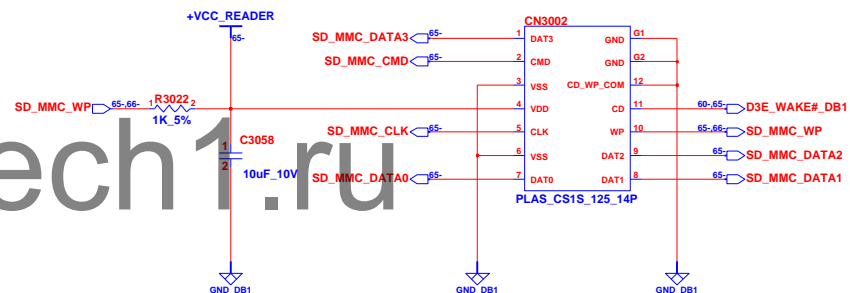 +VCC_READER
65-
CN3002
SD_MMC_DATA3 65- 1 DAT3 GND G1
SD_MMC_CMD 65- 2 CMD GND G2
3 VSS CD_WP_COM 12
SD_MMC_WP 65-,66- 1 R3022 2 4 VDD CD 11 60-,65- D3E_WAKE#_DB1
1K_5%
SD_MMC_CLK 65- 5 CLK WP 10 65-,66- SD_MMC_WP
1 C3058
6 VSS DAT2 9 65- SD_MMC_DATA2
2 10uF_10V
SD_MMC_DATA0 65- 7 DAT0 DAT1 8 65- SD_MMC_DATA1
ech1.ru
PLAS_CS1S_125_14P
GND_DB1 GND_DB1 GND_DB1